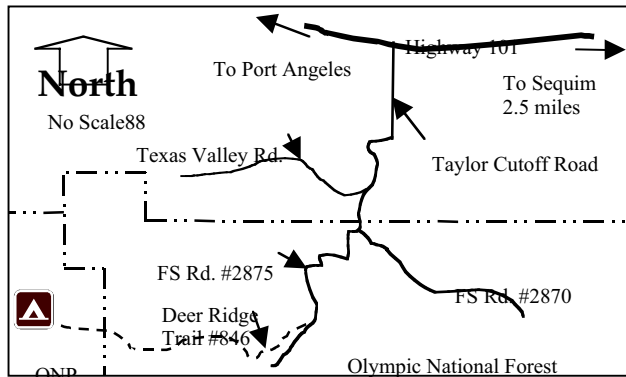 Highway 101
To Port Angeles
North
To Sequim
2.5 miles
No Scale88
Texas Valley Rd.
Taylor Cutoff Road
FS Rd. #2875
FS Rd. #2870
Deer Ridge
Trail #846
Olympic National Forest
ONP